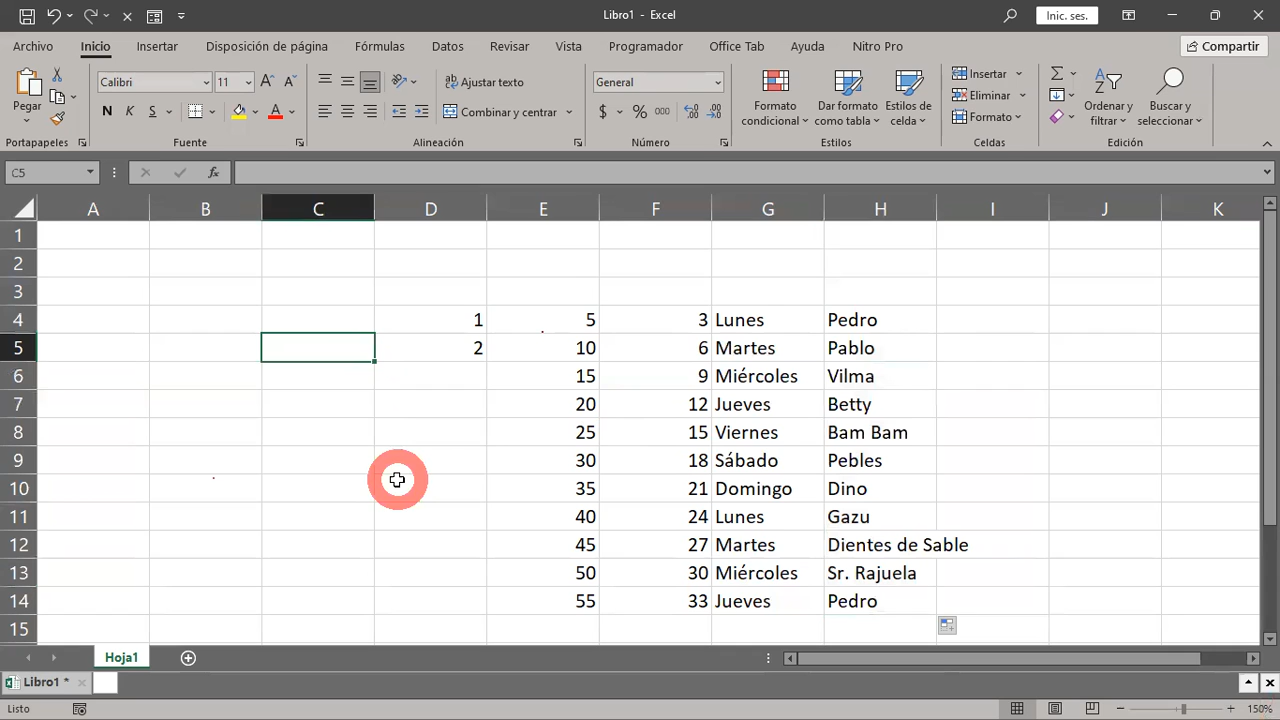 Libro1 - Excel
Inic. ses.
Archivo Inicio Insertar Disposición de página Fórmulas Datos Revisar Vista Programador Office Tab Ayuda Nitro Pro Compartir
Pegar
Calibri 11
N K S
Ajustar texto
Combinar y centrar
General
$ % 000
Formato condicional
Dar formato como tabla
Estilos de celda
Insertar
Eliminar
Formato
Ordenar y filtrar
Buscar y seleccionar
Portapapeles Fuente Alineación Número Estilos Celdas Edición
C5 fx
A B C D E F G H I J K
1
2
3
4 1 5 3 Lunes Pedro
5 2 10 6 Martes Pablo
6 15 9 Miércoles Vilma
7 20 12 Jueves Betty
8 25 15 Viernes Bam Bam
9 30 18 Sábado Pebles
10 35 21 Domingo Dino
11 40 24 Lunes Gazu
12 45 27 Martes Dientes de Sable
13 50 30 Miércoles Sr. Rajuela
14 55 33 Jueves Pedro
15
Hoja1
Libro1 *
Listo 150%